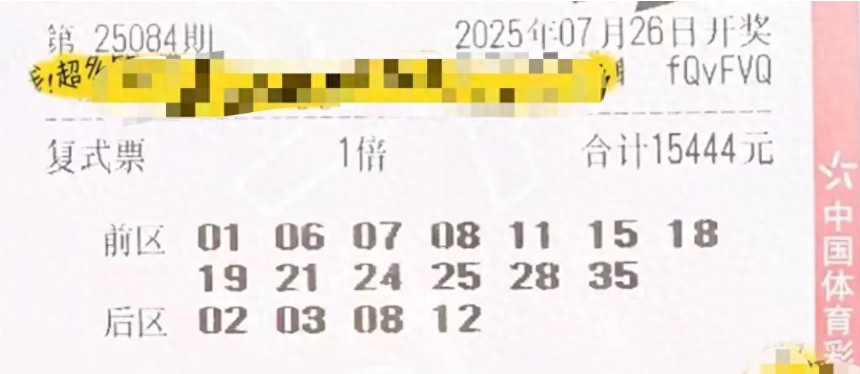 第 25084期 2025年07月26日开奖
fQvFVQ
复式票 1倍 合计15444元
前区 01 06 07 08 11 15 18
19 21 24 25 28 35
后区 02 03 08 12
中国体育彩